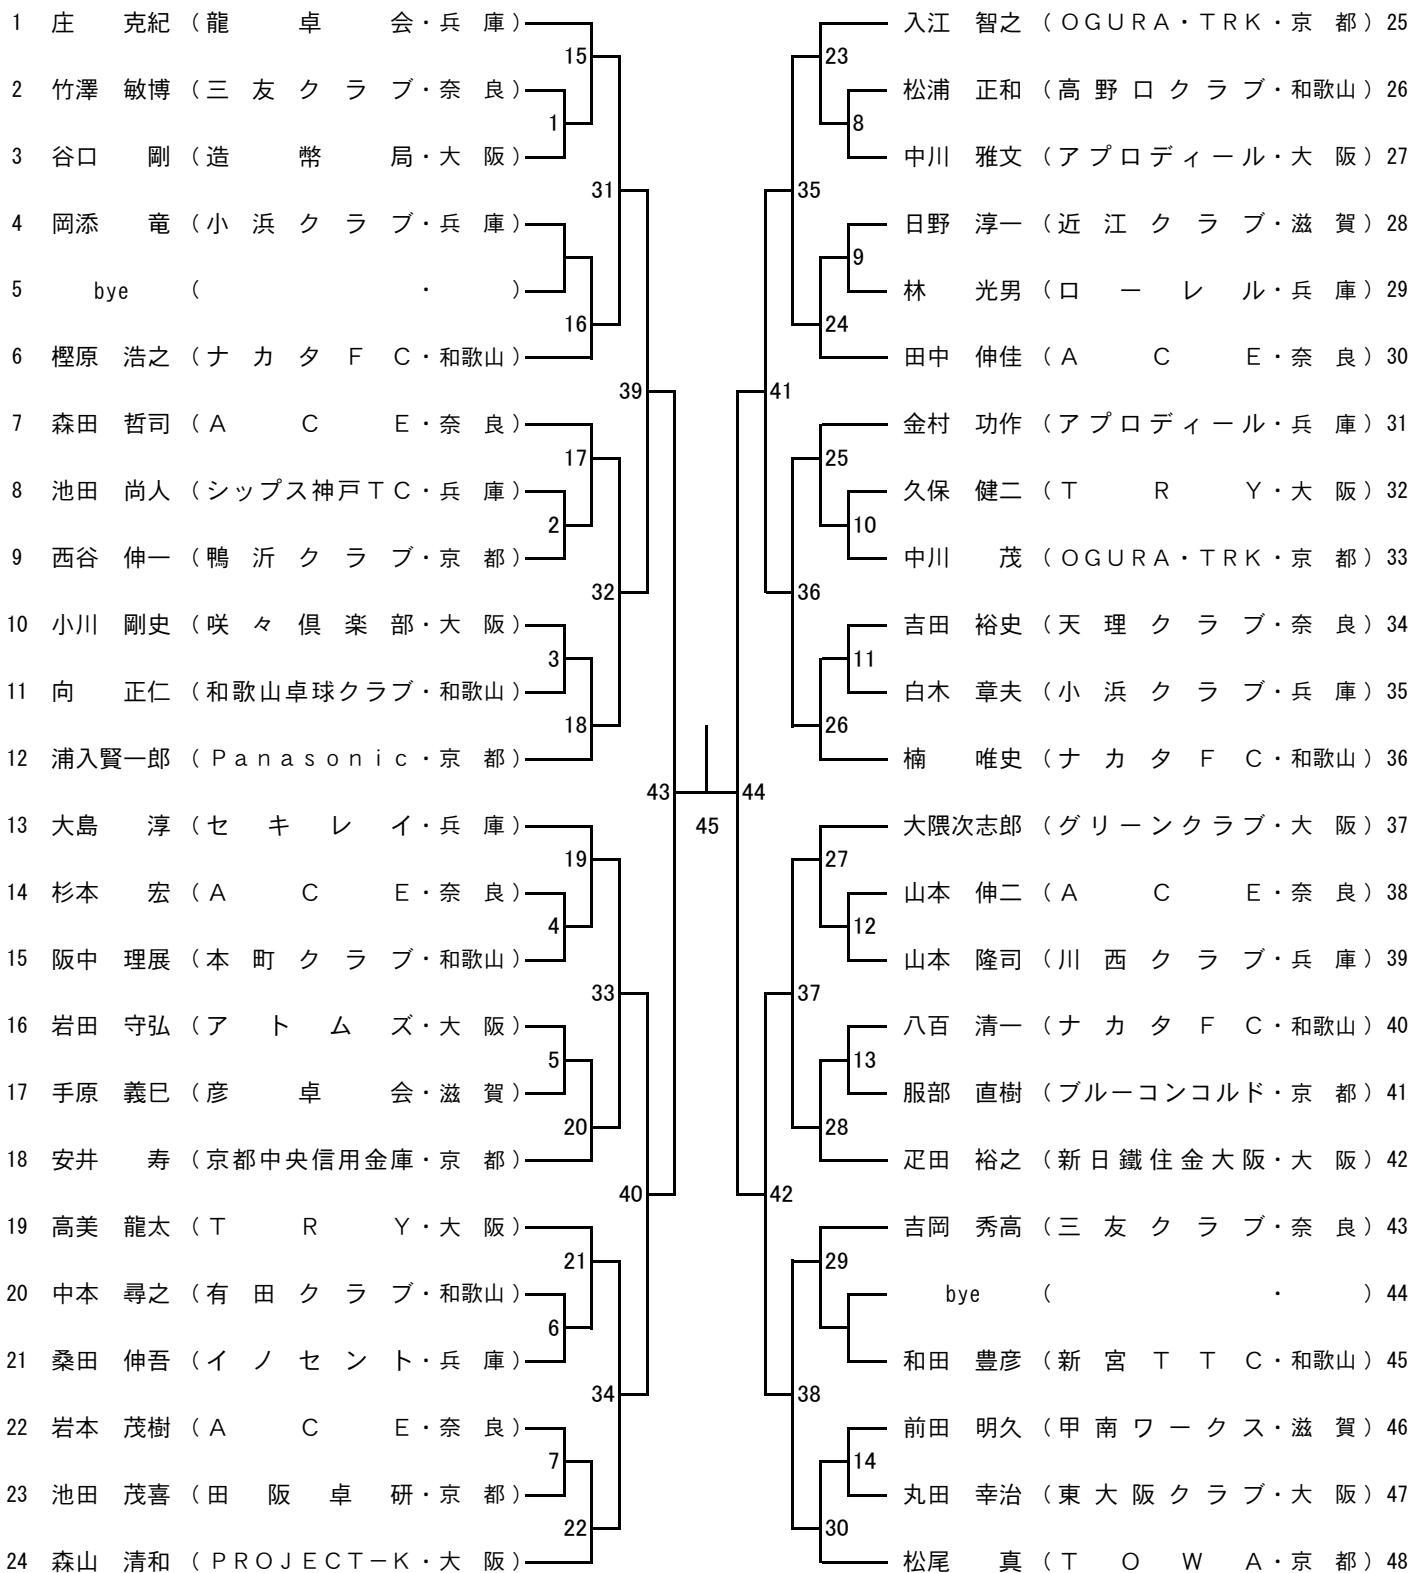 1 庄 克紀 (龍卓会・兵庫)
15
2 竹澤 敏博 (三友クラブ・奈良)
1
3 谷口 剛 (造幣局・大阪)
31
4 岡添 竜 (小浜クラブ・兵庫)
5 bye ( ・ )
16
6 樫原 浩之 (ナカタFC・和歌山)
39
7 森田 哲司 (ACE・奈良)
17
8 池田 尚人 (シップス神戸TC・兵庫)
2
9 西谷 伸一 (鴨沂クラブ・京都)
32
10 小川 剛史 (咲々倶楽部・大阪)
3
11 向 正仁 (和歌山卓球クラブ・和歌山)
18
12 浦入賢一郎 (Panasonic・京都)
43
13 大島 淳 (セキレイ・兵庫)
19
14 杉本 宏 (ACE・奈良)
4
15 阪中 理展 (本町クラブ・和歌山)
33
16 岩田 守弘 (アトムズ・大阪)
5
17 手原 義巳 (彦卓会・滋賀)
20
18 安井 寿 (京都中央信用金庫・京都)
40
19 高美 龍太 (TRY・大阪)
21
20 中本 尋之 (有田クラブ・和歌山)
6
21 桑田 伸吾 (イノセント・兵庫)
34
22 岩本 茂樹 (ACE・奈良)
7
23 池田 茂喜 (田阪卓研・京都)
22
24 森山 清和 (PROJECT－K・大阪)
45
入江 智之 (OGURA・TRK・京都) 25
23
松浦 正和 (高野口クラブ・和歌山) 26
8
中川 雅文 (アプロディール・大阪) 27
35
日野 淳一 (近江クラブ・滋賀) 28
9
林 光男 (ローレル・兵庫) 29
24
田中 伸佳 (ACE・奈良) 30
41
金村 功作 (アプロディール・兵庫) 31
25
久保 健二 (TRY・大阪) 32
10
中川 茂 (OGURA・TRK・京都) 33
36
吉田 裕史 (天理クラブ・奈良) 34
11
白木 章夫 (小浜クラブ・兵庫) 35
26
楠 唯史 (ナカタFC・和歌山) 36
44
大隈次志郎 (グリーンクラブ・大阪) 37
27
山本 伸二 (ACE・奈良) 38
12
山本 隆司 (川西クラブ・兵庫) 39
37
八百 清一 (ナカタFC・和歌山) 40
13
服部 直樹 (ブルーコンコルド・京都) 41
28
疋田 裕之 (新日鐵住金大阪・大阪) 42
42
吉岡 秀高 (三友クラブ・奈良) 43
29
bye ( ・ ) 44
和田 豊彦 (新宮TTC・和歌山) 45
38
前田 明久 (甲南ワークス・滋賀) 46
14
丸田 幸治 (東大阪クラブ・大阪) 47
30
松尾 真 (TOWA・京都) 48